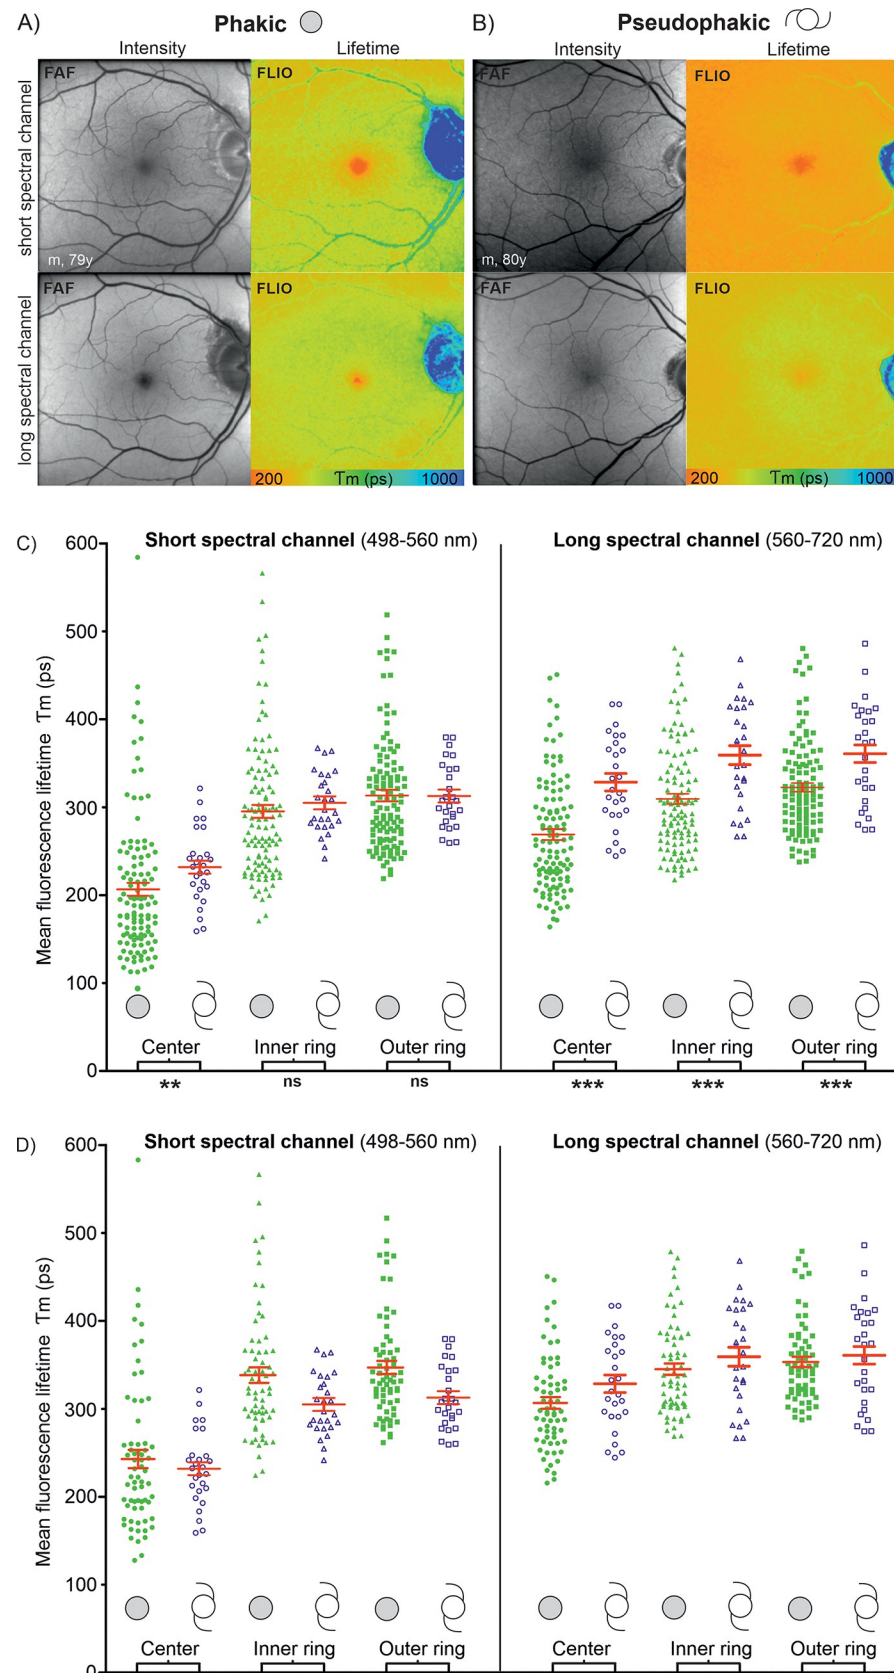 A) Phakic
B) Pseudophakic
Intensity Lifetime
Intensity Lifetime
short spectral channel
FAF
FLIO
FAF
FLIO
m, 79y
m, 80y
long spectral channel
FAF
FLIO
FAF
FLIO
200 Tm (ps) 1000
200 Tm (ps) 1000
C)
Short spectral channel (498-560 nm)
Long spectral channel (560-720 nm)
Mean fluorescence lifetime Tm (ps)
600
500
400
300
200
100
0
Center Inner ring Outer ring
Center Inner ring Outer ring
** ns ns
*** *** ***
D)
Short spectral channel (498-560 nm)
Long spectral channel (560-720 nm)
Mean fluorescence lifetime Tm (ps)
600
500
400
300
200
100
0
Center Inner ring Outer ring
Center Inner ring Outer ring